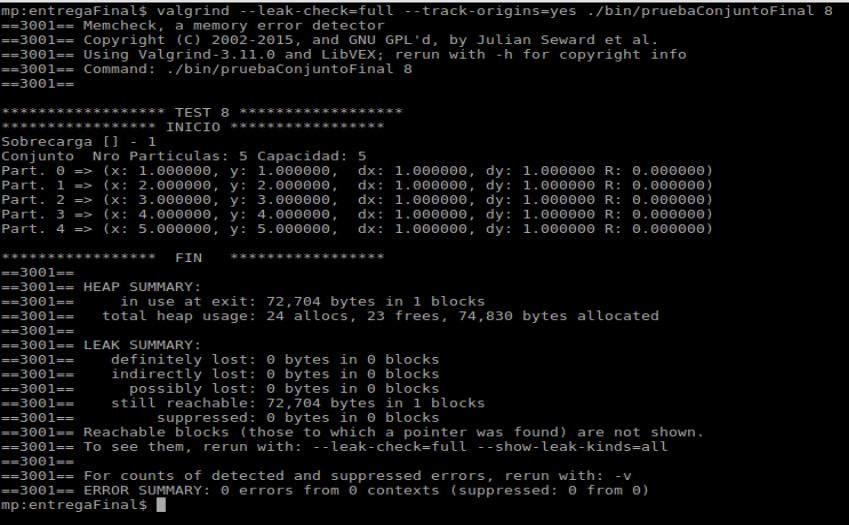 mp:entregaFinal$ valgrind --leak-check=full --track-origins=yes ./bin/pruebaConjuntoFinal 8
==3001== Memcheck, a memory error detector
==3001== Copyright (C) 2002-2015, and GNU GPL'd, by Julian Seward et al.
==3001== Using Valgrind-3.11.0 and LibVEX; rerun with -h for copyright info
==3001== Command: ./bin/pruebaConjuntoFinal 8
==3001==
****************** TEST 8 ******************
***************** INICIO *****************
Sobrecarga [] - 1
Conjunto  Nro Particulas: 5 Capacidad: 5
Part. 0 => (x: 1.000000, y: 1.000000,  dx: 1.000000, dy: 1.000000 R: 0.000000)
Part. 1 => (x: 2.000000, y: 2.000000,  dx: 1.000000, dy: 1.000000 R: 0.000000)
Part. 2 => (x: 3.000000, y: 3.000000,  dx: 1.000000, dy: 1.000000 R: 0.000000)
Part. 3 => (x: 4.000000, y: 4.000000,  dx: 1.000000, dy: 1.000000 R: 0.000000)
Part. 4 => (x: 5.000000, y: 5.000000,  dx: 1.000000, dy: 1.000000 R: 0.000000)
*****************  FIN   *****************
==3001==
==3001== HEAP SUMMARY:
==3001==     in use at exit: 72,704 bytes in 1 blocks
==3001==   total heap usage: 24 allocs, 23 frees, 74,830 bytes allocated
==3001==
==3001== LEAK SUMMARY:
==3001==    definitely lost: 0 bytes in 0 blocks
==3001==    indirectly lost: 0 bytes in 0 blocks
==3001==      possibly lost: 0 bytes in 0 blocks
==3001==    still reachable: 72,704 bytes in 1 blocks
==3001==         suppressed: 0 bytes in 0 blocks
==3001== Reachable blocks (those to which a pointer was found) are not shown.
==3001== To see them, rerun with: --leak-check=full --show-leak-kinds=all
==3001==
==3001== For counts of detected and suppressed errors, rerun with: -v
==3001== ERROR SUMMARY: 0 errors from 0 contexts (suppressed: 0 from 0)
mp:entregaFinal$